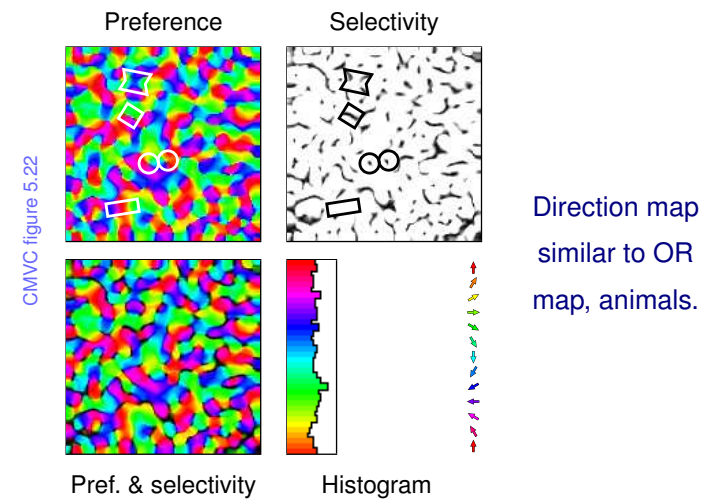 Preference
Selectivity
CMVC figure 5.22
Direction map
similar to OR
map, animals.
Pref. & selectivity
Histogram